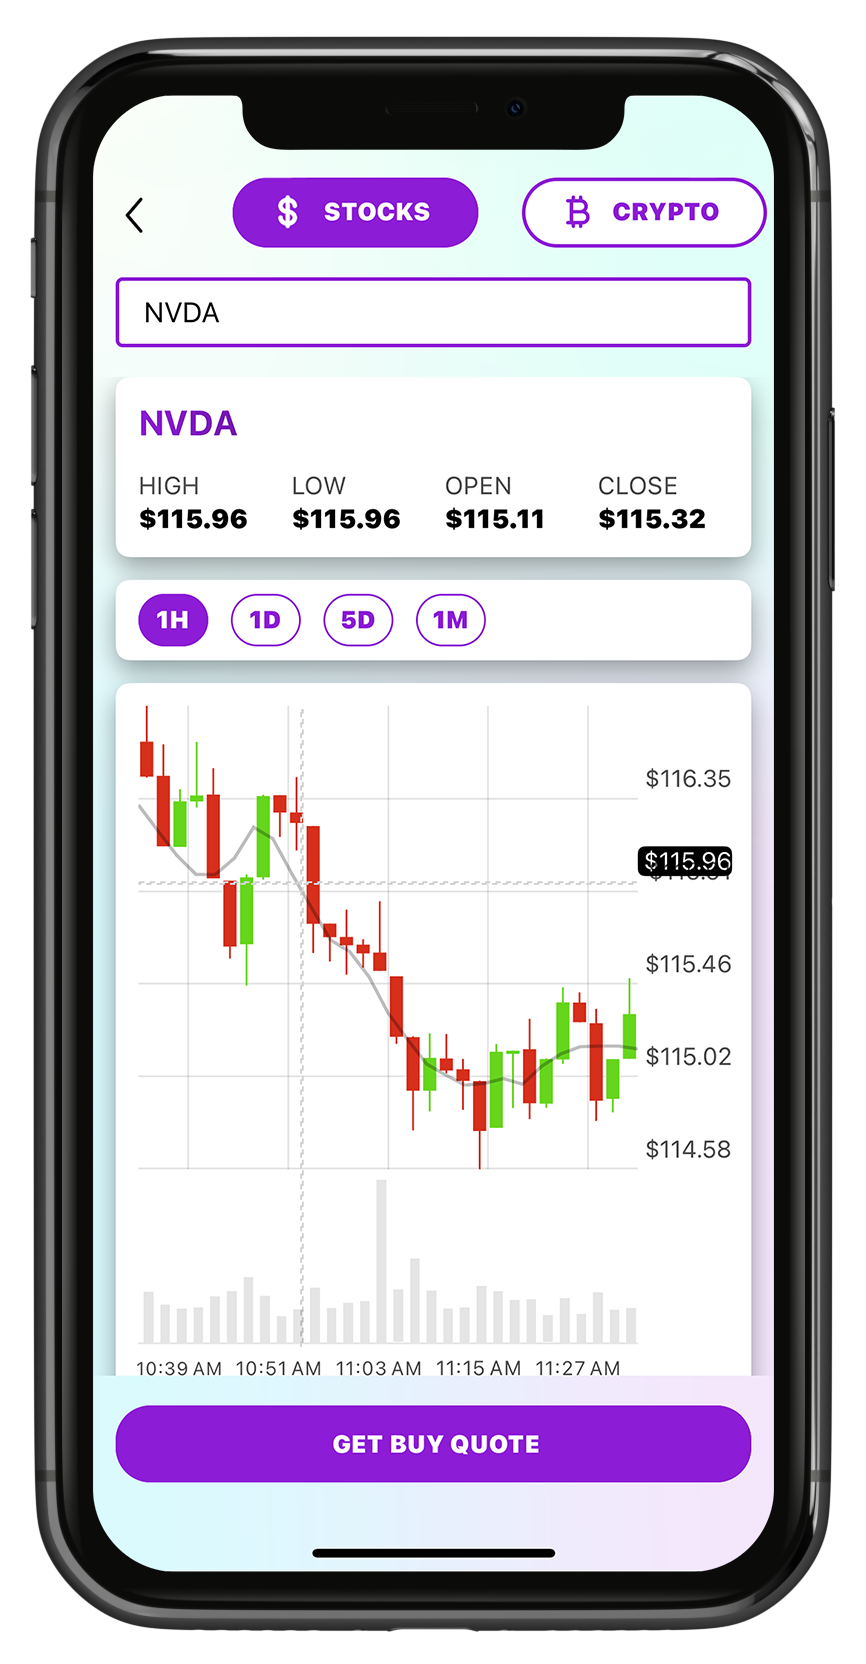 $ STOCKS
₿ CRYPTO
NVDA
NVDA
HIGH LOW OPEN CLOSE
$115.96 $115.96 $115.11 $115.32
1H 1D 5D 1M
$116.35
$115.96
$115.46
$115.02
$114.58
10:39 AM 10:51 AM 11:03 AM 11:15 AM 11:27 AM
GET BUY QUOTE